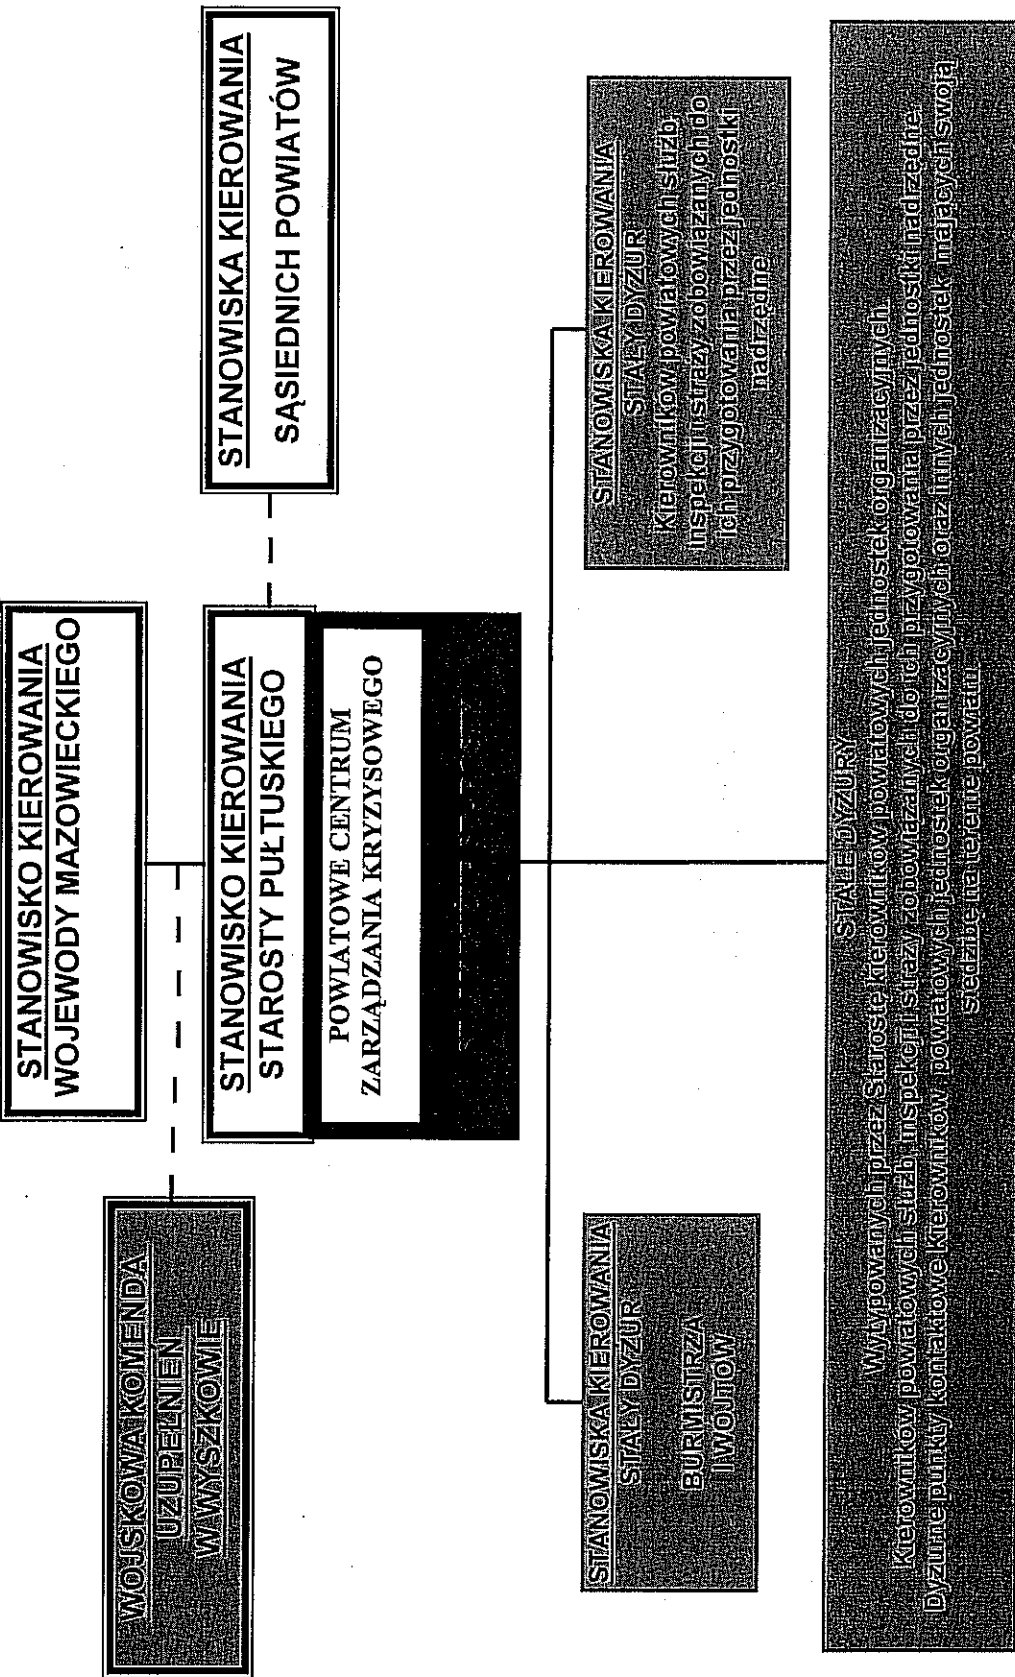 STANOWISKO KIEROWANIA
WOJEWODY MAZOWIECKIEGO
WOJSKOWA KOMENDA
UZUPEŁNIEŃ
W WYSZKOWIE
STANOWISKO KIEROWANIA
STAROSTY PUŁTUSKIEGO
STANOWISKA KIEROWANIA
SĄSIEDNICH POWIATÓW
POWIATOWE CENTRUM
ZARZĄDZANIA KRYZYSOWEGO
STANOWISKA KIEROWANIA
STAŁY DYŻUR
BURMISTRZA
I WÓJTÓW
STANOWISKA KIEROWANIA
STAŁY DYŻUR
Kierowników powiatowych służb
inspekcji i straży zobowiązanych do
ich przygotowania przez jednostki
nadrzędne
STAŁE DYŻURY
Wytypowanych przez Starostę kierowników powiatowych jednostek organizacyjnych.
Kierowników powiatowych służb, inspekcji i straży zobowiązanych do ich przygotowania przez jednostki nadrzędne.
Dyżurne punkty kontaktowe kierowników powiatowych jednostek organizacyjnych oraz innych jednostek mających swoją
siedzibę na terenie powiatu.